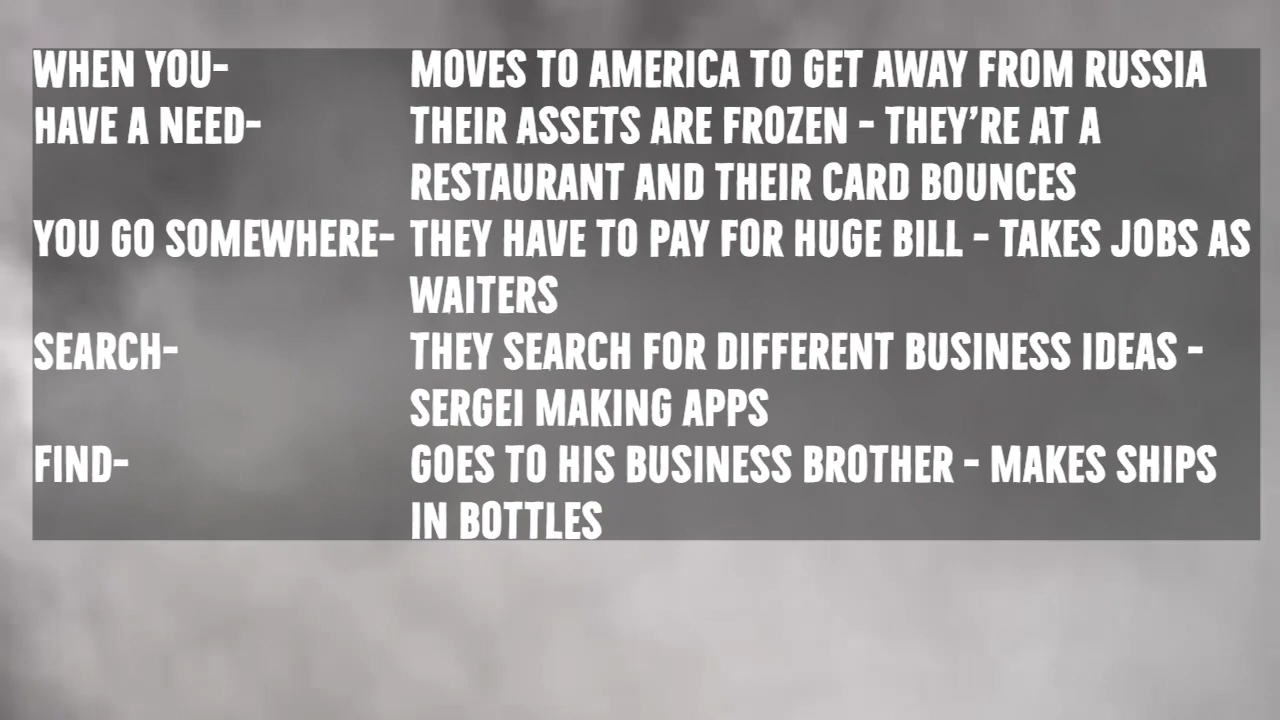 WHEN YOU- MOVES TO AMERICA TO GET AWAY FROM RUSSIA
HAVE A NEED- THEIR ASSETS ARE FROZEN - THEY'RE AT A
RESTAURANT AND THEIR CARD BOUNCES
YOU GO SOMEWHERE- THEY HAVE TO PAY FOR HUGE BILL - TAKES JOBS AS
WAITERS
SEARCH- THEY SEARCH FOR DIFFERENT BUSINESS IDEAS -
SERGEI MAKING APPS
FIND- GOES TO HIS BUSINESS BROTHER - MAKES SHIPS
IN BOTTLES